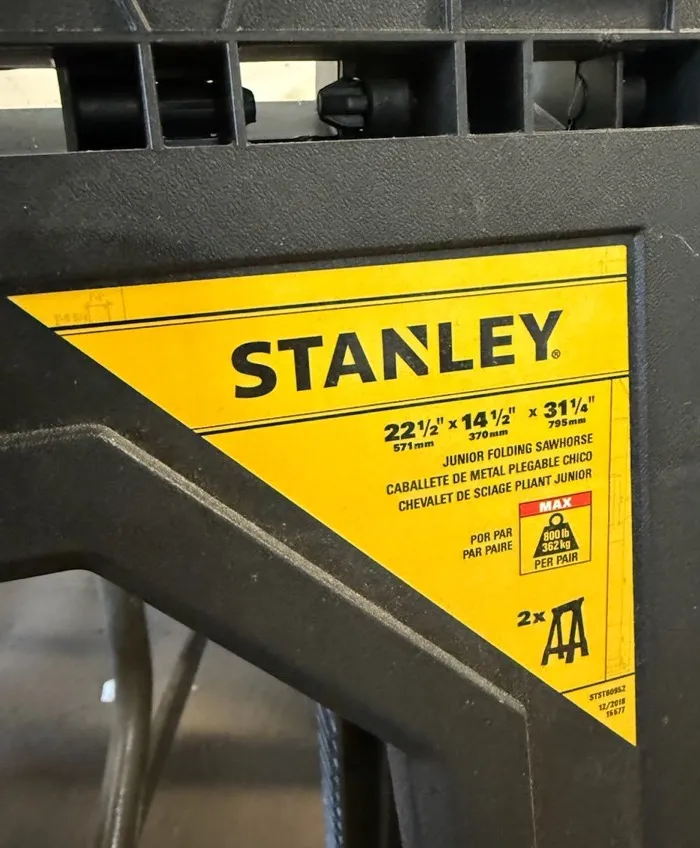 STANLEY®
22 1/2" x 14 1/2" x 31 1/4"
571mm 370mm 795mm
JUNIOR FOLDING SAWHORSE
CABALLETE DE METAL PLEGABLE CHICO
CHEVALET DE SCIAGE PLIANT JUNIOR
MAX
POR PAR
PAR PAIRE
800 lb
362 kg
PER PAIR
2x
STST60952
12/2018